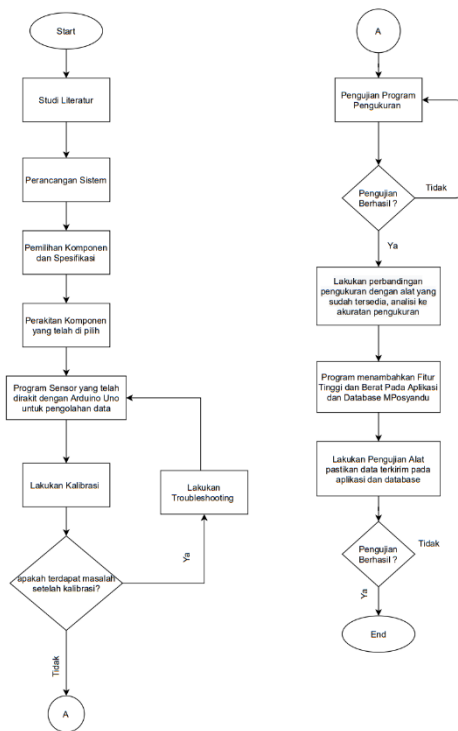 Start
Studi Literatur
Perancangan Sistem
Pemilihan Komponen
dan Spesifikasi
Perakitan Komponen
yang telah di pilih
Program Sensor yang telah
dirakit dengan Arduino Uno
untuk pengolahan data
Lakukan Kalibrasi
Lakukan
Troubleshooting
apakah terdapat masalah
setelah kalibrasi?
Ya
Tidak
A
A
Pengujian Program
Pengukuran
Pengujian
Berhasil ?
Tidak
Ya
Lakukan perbandingan
pengukuran dengan alat yang
sudah tersedia, analisi ke
akuratan pengukuran
Program menambahkan Fitur
Tinggi dan Berat Pada Aplikasi
dan Database MPosyandu
Lakukan Pengujian Alat
pastikan data terkirim pada
aplikasi dan database
Pengujian
Berhasil ?
Tidak
Ya
End